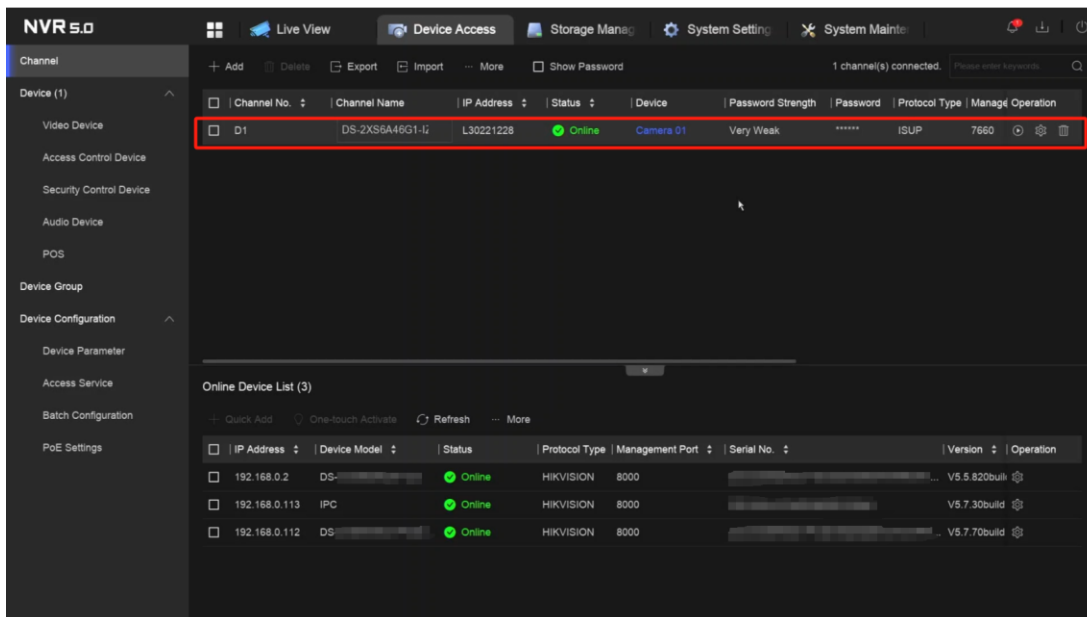 NVR 5.0
Live View
Device Access
Storage Manag
System Setting
System Mainte
Channel
Device (1)
Video Device
Access Control Device
Security Control Device
Audio Device
POS
Device Group
Device Configuration
Device Parameter
Access Service
Batch Configuration
PoE Settings
+ Add Delete Export Import ··· More Show Password 1 channel(s) connected. Please enter keywords.
Channel No. Channel Name IP Address Status Device Password Strength Password Protocol Type Manage Operation
D1 DS-2XS6A46G1-I2 L30221228 Online Camera 01 Very Weak ****** ISUP 7660
Online Device List (3)
+ Quick Add One-touch Activate Refresh ··· More
IP Address Device Model Status Protocol Type Management Port Serial No. Version Operation
192.168.0.2 DS- Online HIKVISION 8000 ... V5.5.820build
192.168.0.113 IPC Online HIKVISION 8000 V5.7.30build
192.168.0.112 DS Online HIKVISION 8000 V5.7.70build